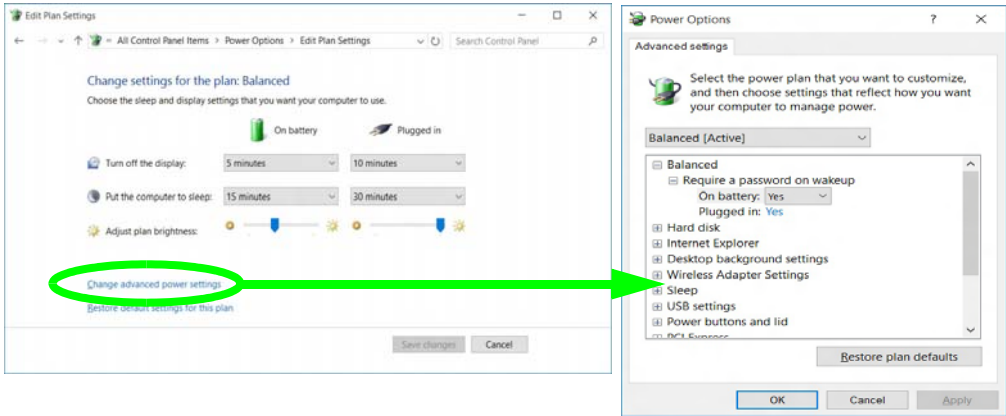 Edit Plan Settings
All Control Panel Items > Power Options > Edit Plan Settings
Search Control Panel
Change settings for the plan: Balanced
Choose the sleep and display settings that you want your computer to use.
On battery Plugged in
Turn off the display: 5 minutes 10 minutes
Put the computer to sleep: 15 minutes 30 minutes
Adjust plan brightness:
Change advanced power settings
Restore default settings for this plan
Save changes Cancel
Power Options ?
Advanced settings
Select the power plan that you want to customize,
and then choose settings that reflect how you want
your computer to manage power.
Balanced [Active]
Balanced
Require a password on wakeup
On battery: Yes
Plugged in: Yes
Hard disk
Internet Explorer
Desktop background settings
Wireless Adapter Settings
Sleep
USB settings
Power buttons and lid
PCI Express
Restore plan defaults
OK Cancel Apply